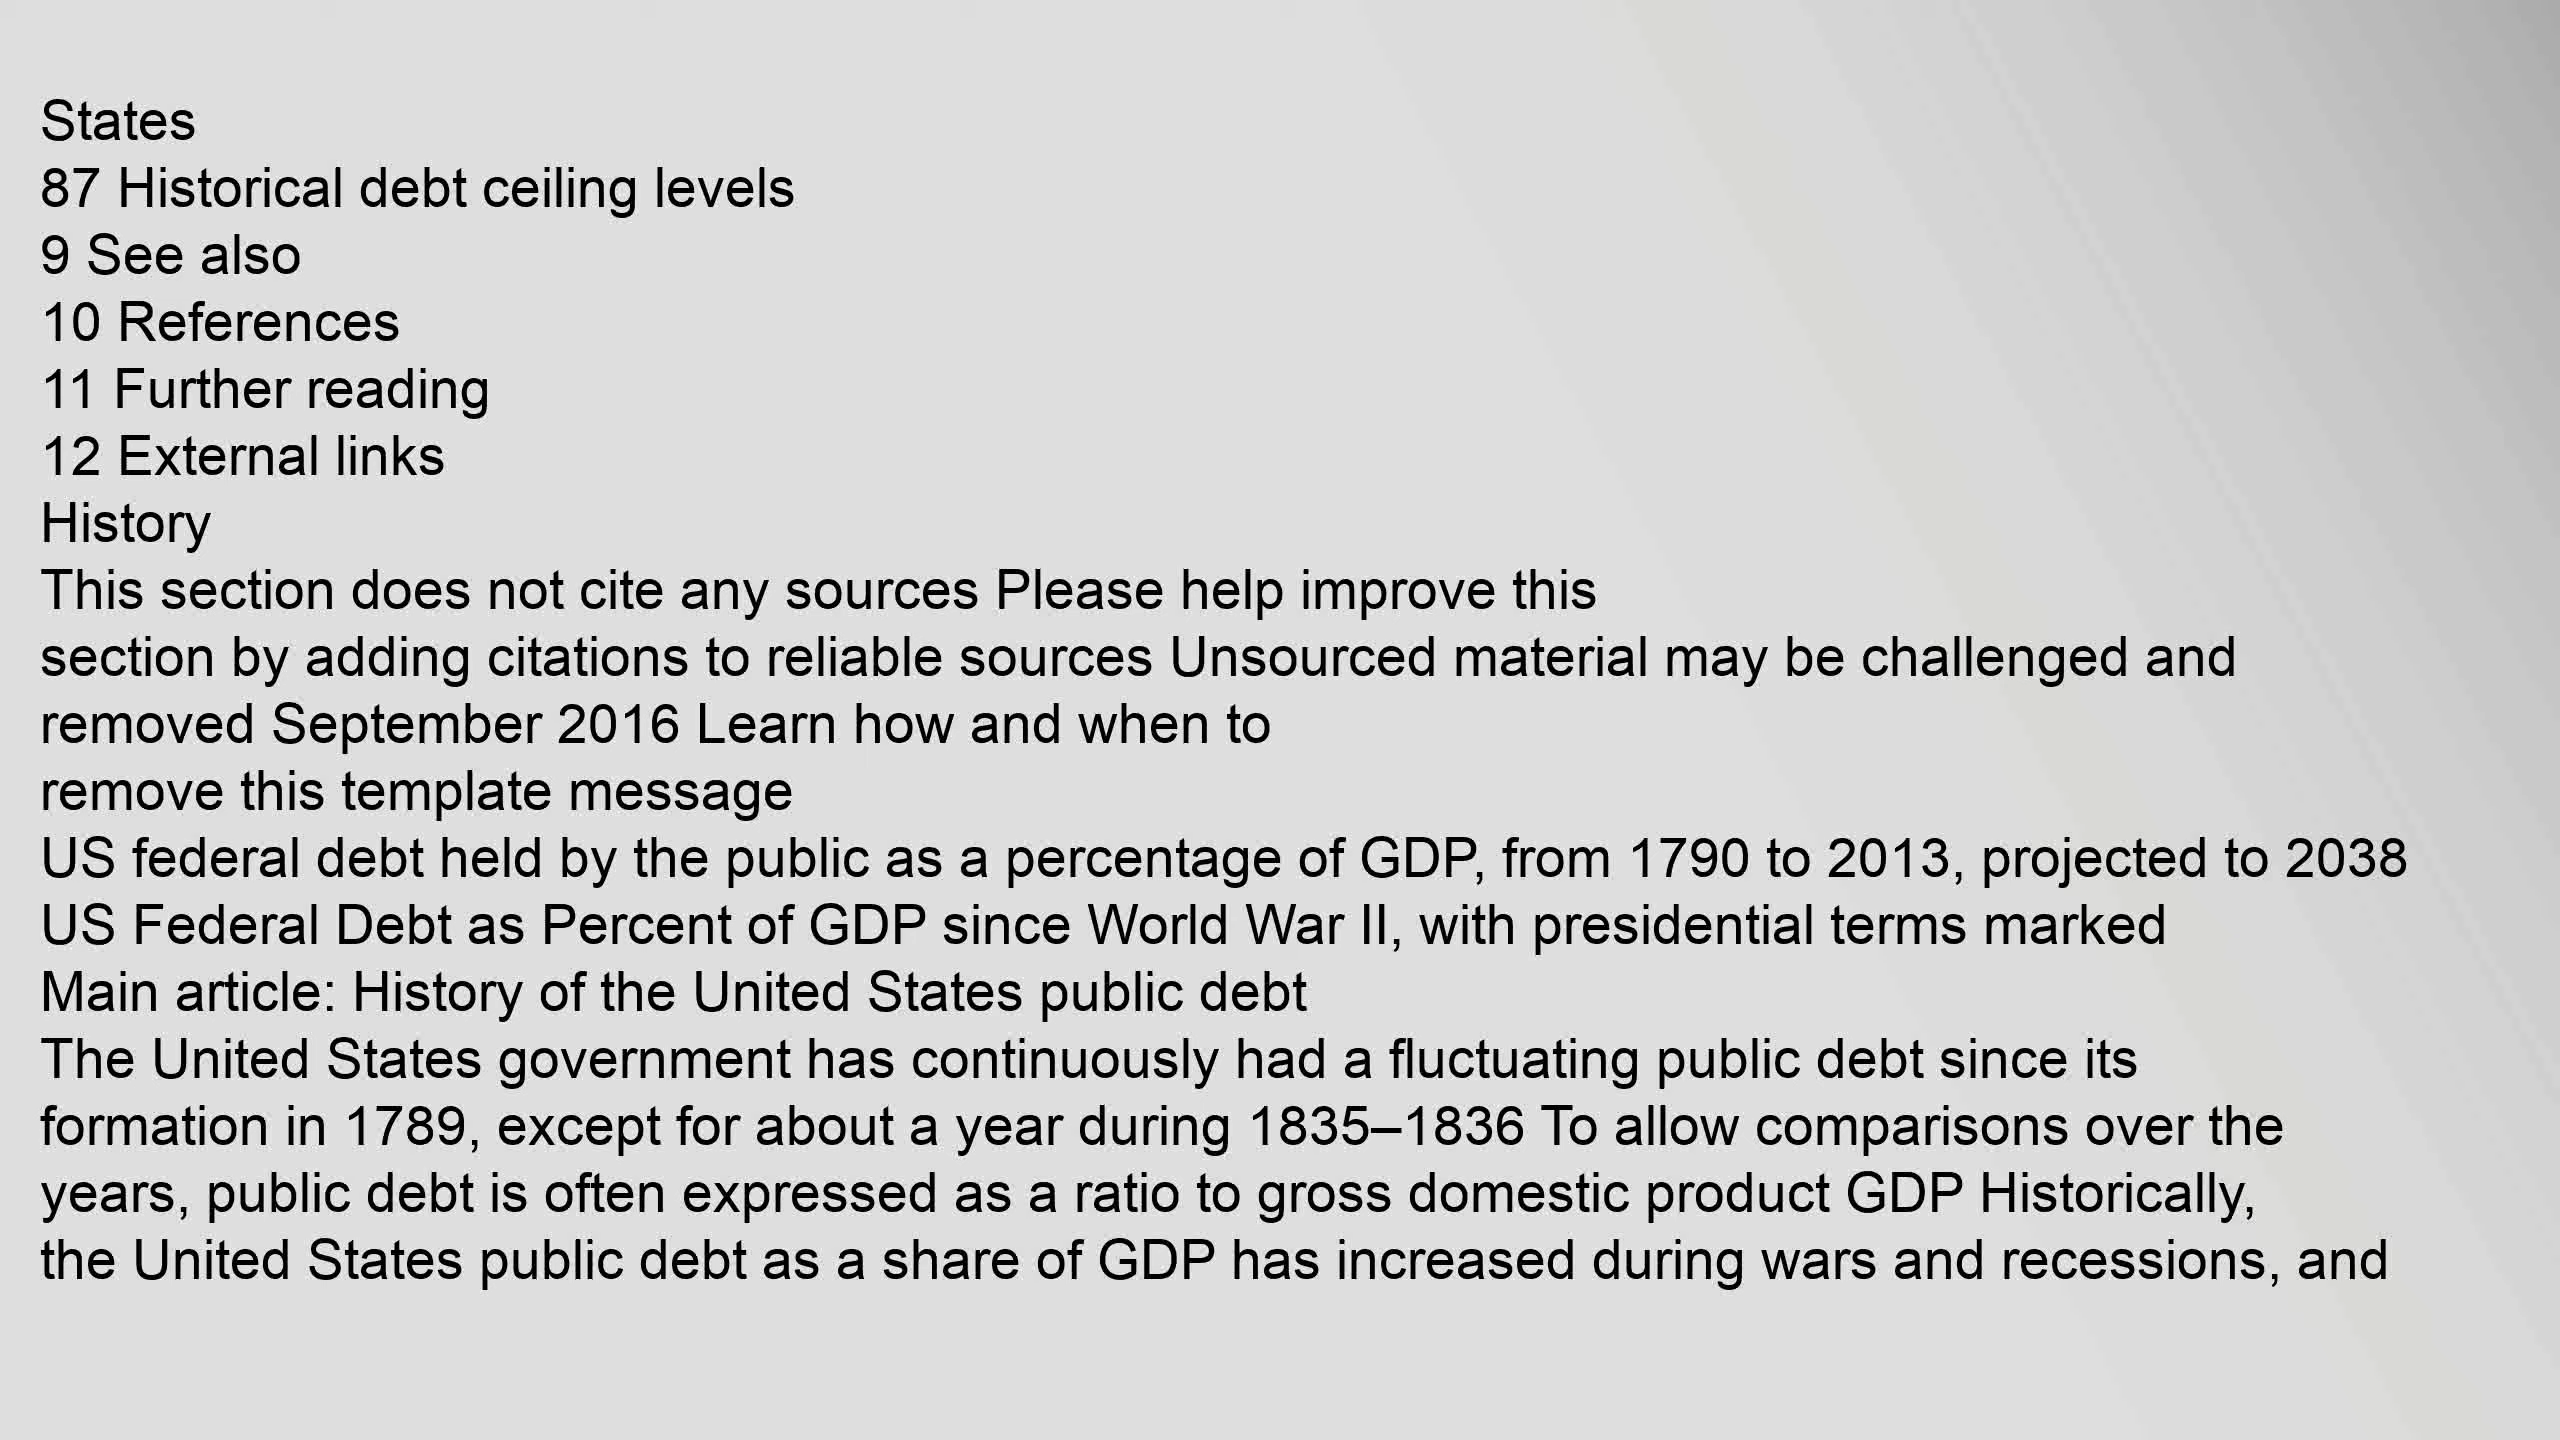 States
87 Historical debt ceiling levels
9 See also
10 References
11 Further reading
12 External links
History
This section does not cite any sources Please help improve this
section by adding citations to reliable sources Unsourced material may be challenged and
removed September 2016 Learn how and when to
remove this template message
US federal debt held by the public as a percentage of GDP, from 1790 to 2013, projected to 2038
US Federal Debt as Percent of GDP since World War II, with presidential terms marked
Main article: History of the United States public debt
The United States government has continuously had a fluctuating public debt since its
formation in 1789, except for about a year during 1835–1836 To allow comparisons over the
years, public debt is often expressed as a ratio to gross domestic product GDP Historically,
the United States public debt as a share of GDP has increased during wars and recessions, and